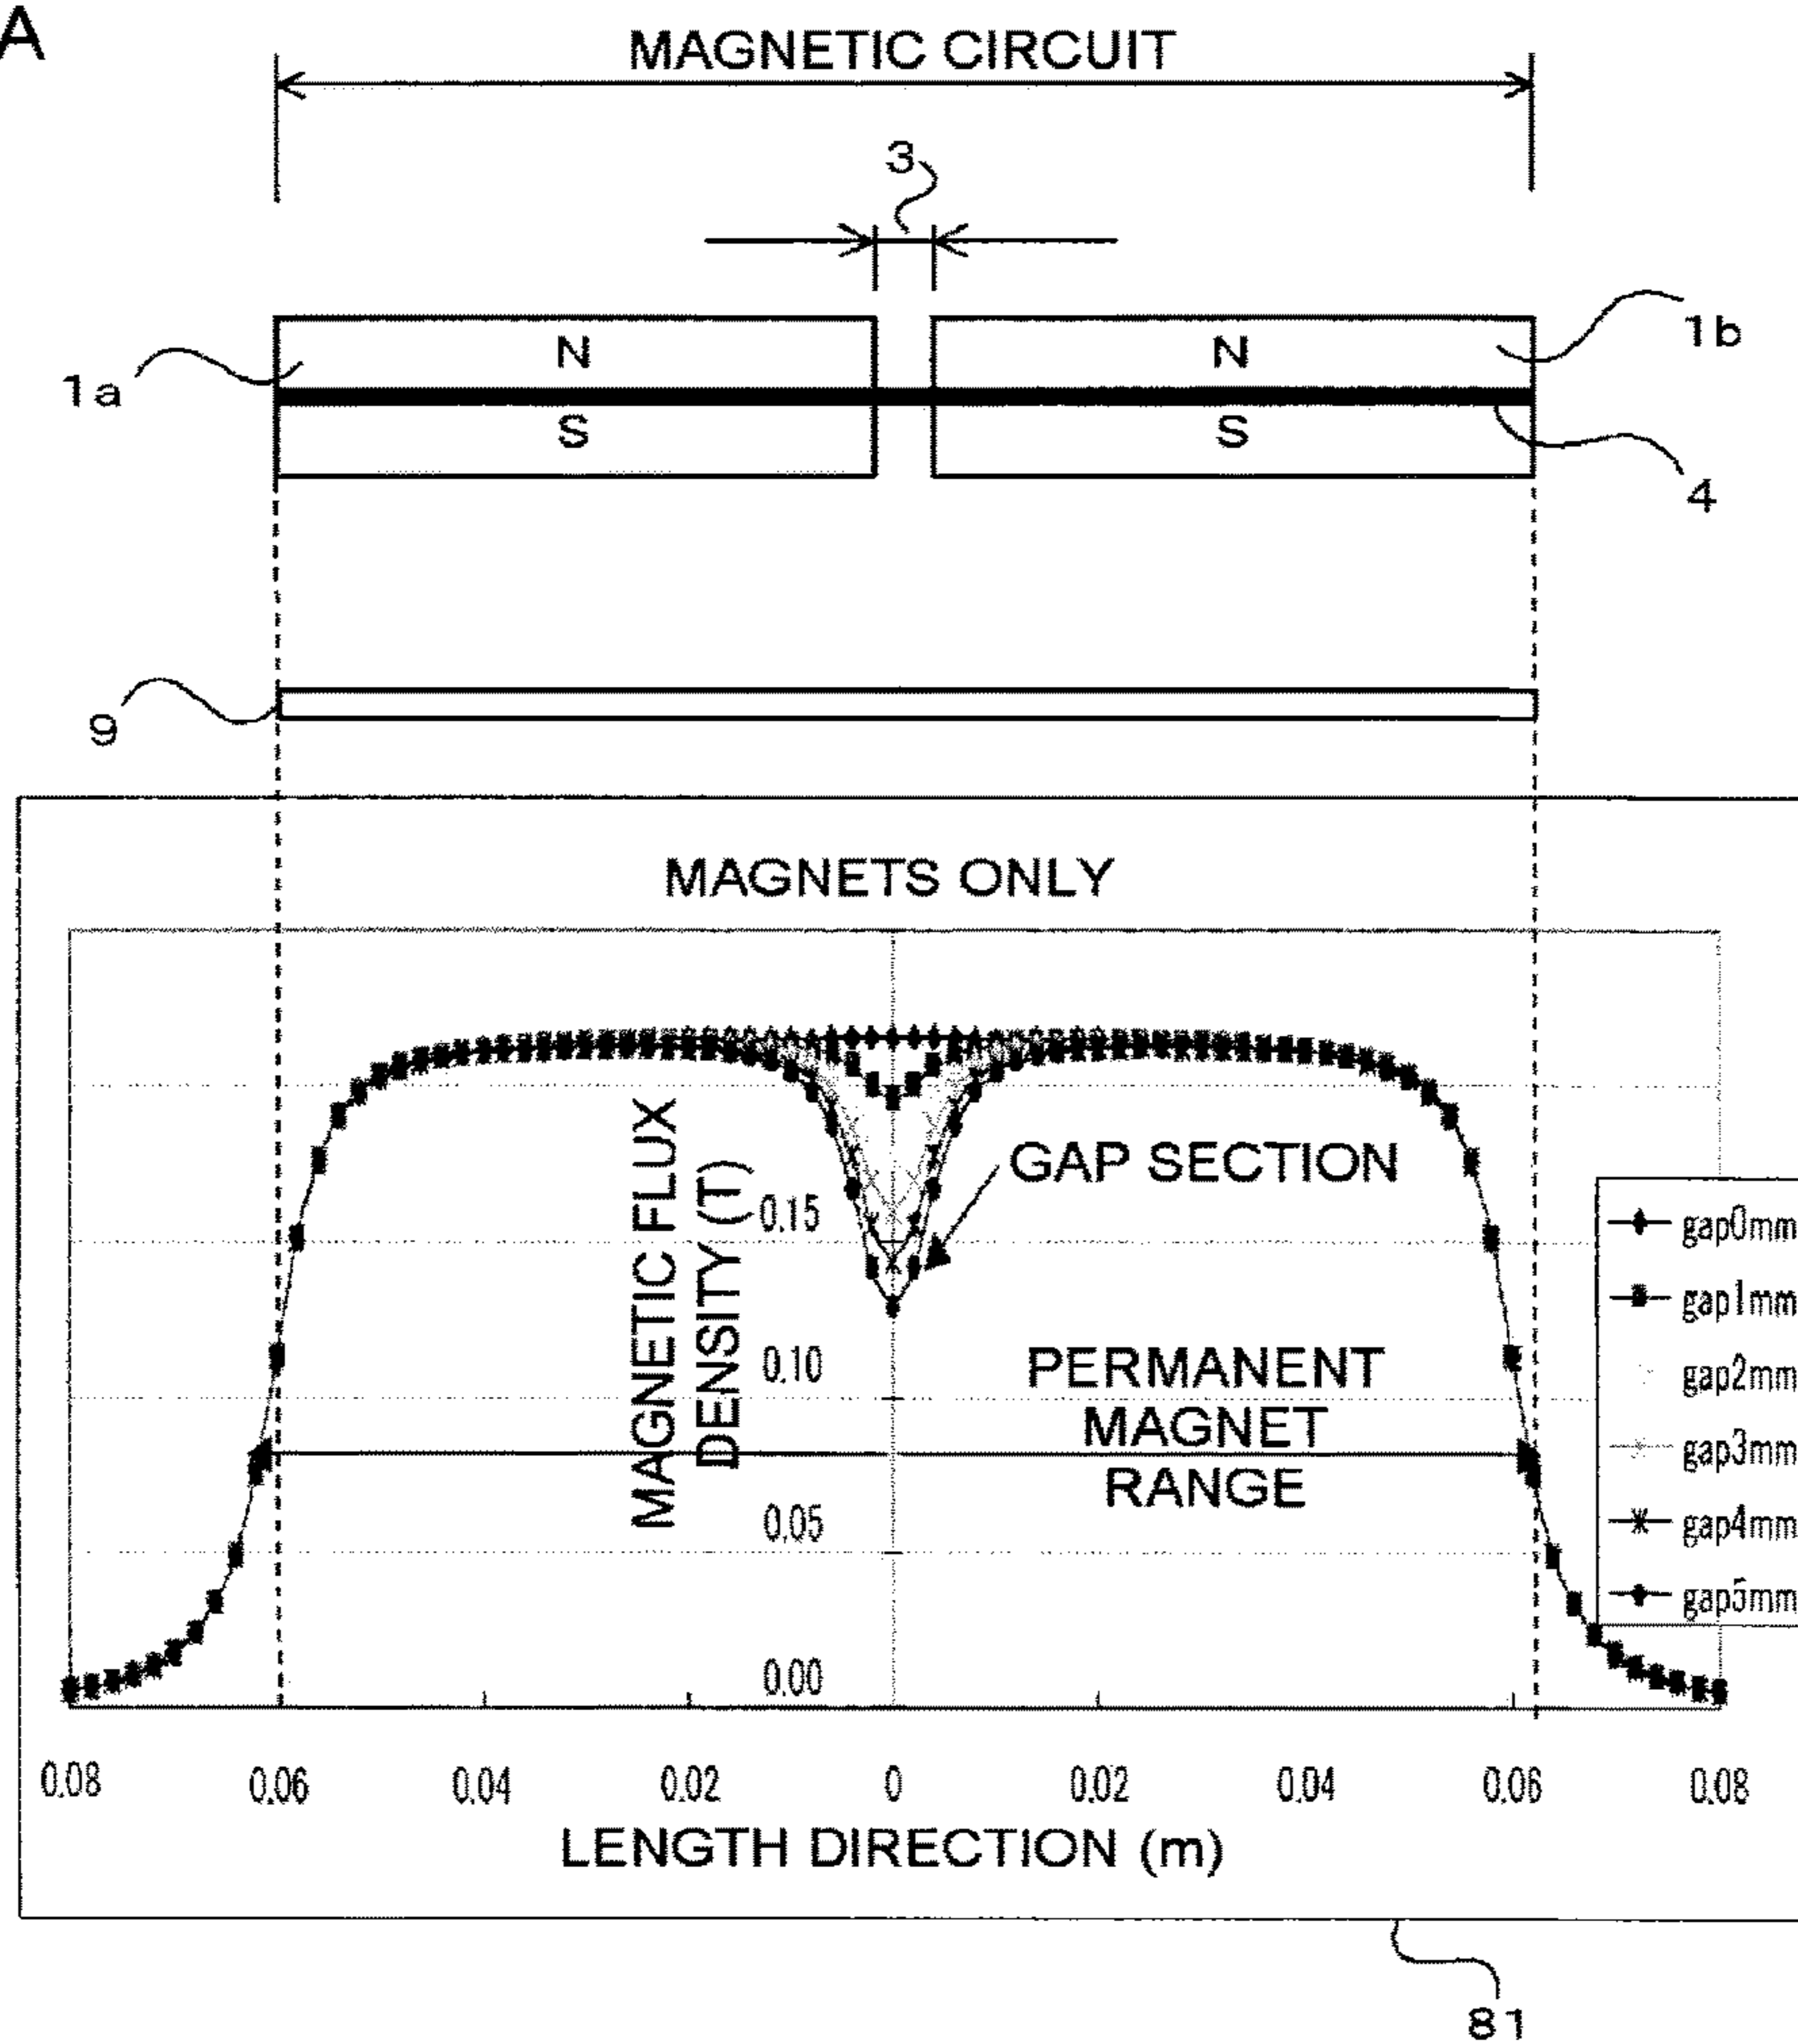 A
MAGNETIC CIRCUIT
3
N
N
1a
1b
S
S
4
9
MAGNETS ONLY
MAGNETIC FLUX
DENSITY (T)
GAP SECTION
0.15
0.10
0.05
0.00
PERMANENT
MAGNET
RANGE
gap0mm
gap1mm
gap2mm
gap3mm
gap4mm
gap5mm
0.08 0.06 0.04 0.02 0 0.02 0.04 0.06 0.08
LENGTH DIRECTION (m)
81